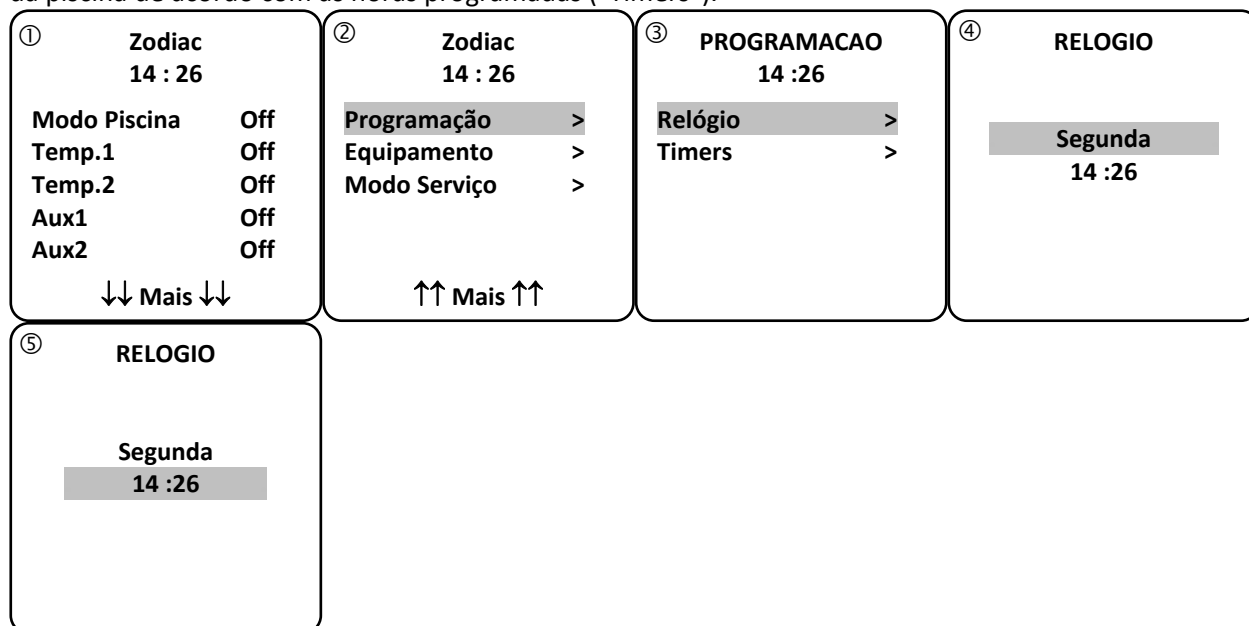 da piscina de acordo com as horas programadas ("Timers").
①
Zodiac
14 : 26
Modo Piscina Off
Temp.1 Off
Temp.2 Off
Aux1 Off
Aux2 Off
↓↓ Mais ↓↓
②
Zodiac
14 : 26
Programação >
Equipamento >
Modo Serviço >
↑↑ Mais ↑↑
③
PROGRAMACAO
14 :26
Relógio >
Timers >
④
RELOGIO
Segunda
14 :26
⑤
RELOGIO
Segunda
14 :26